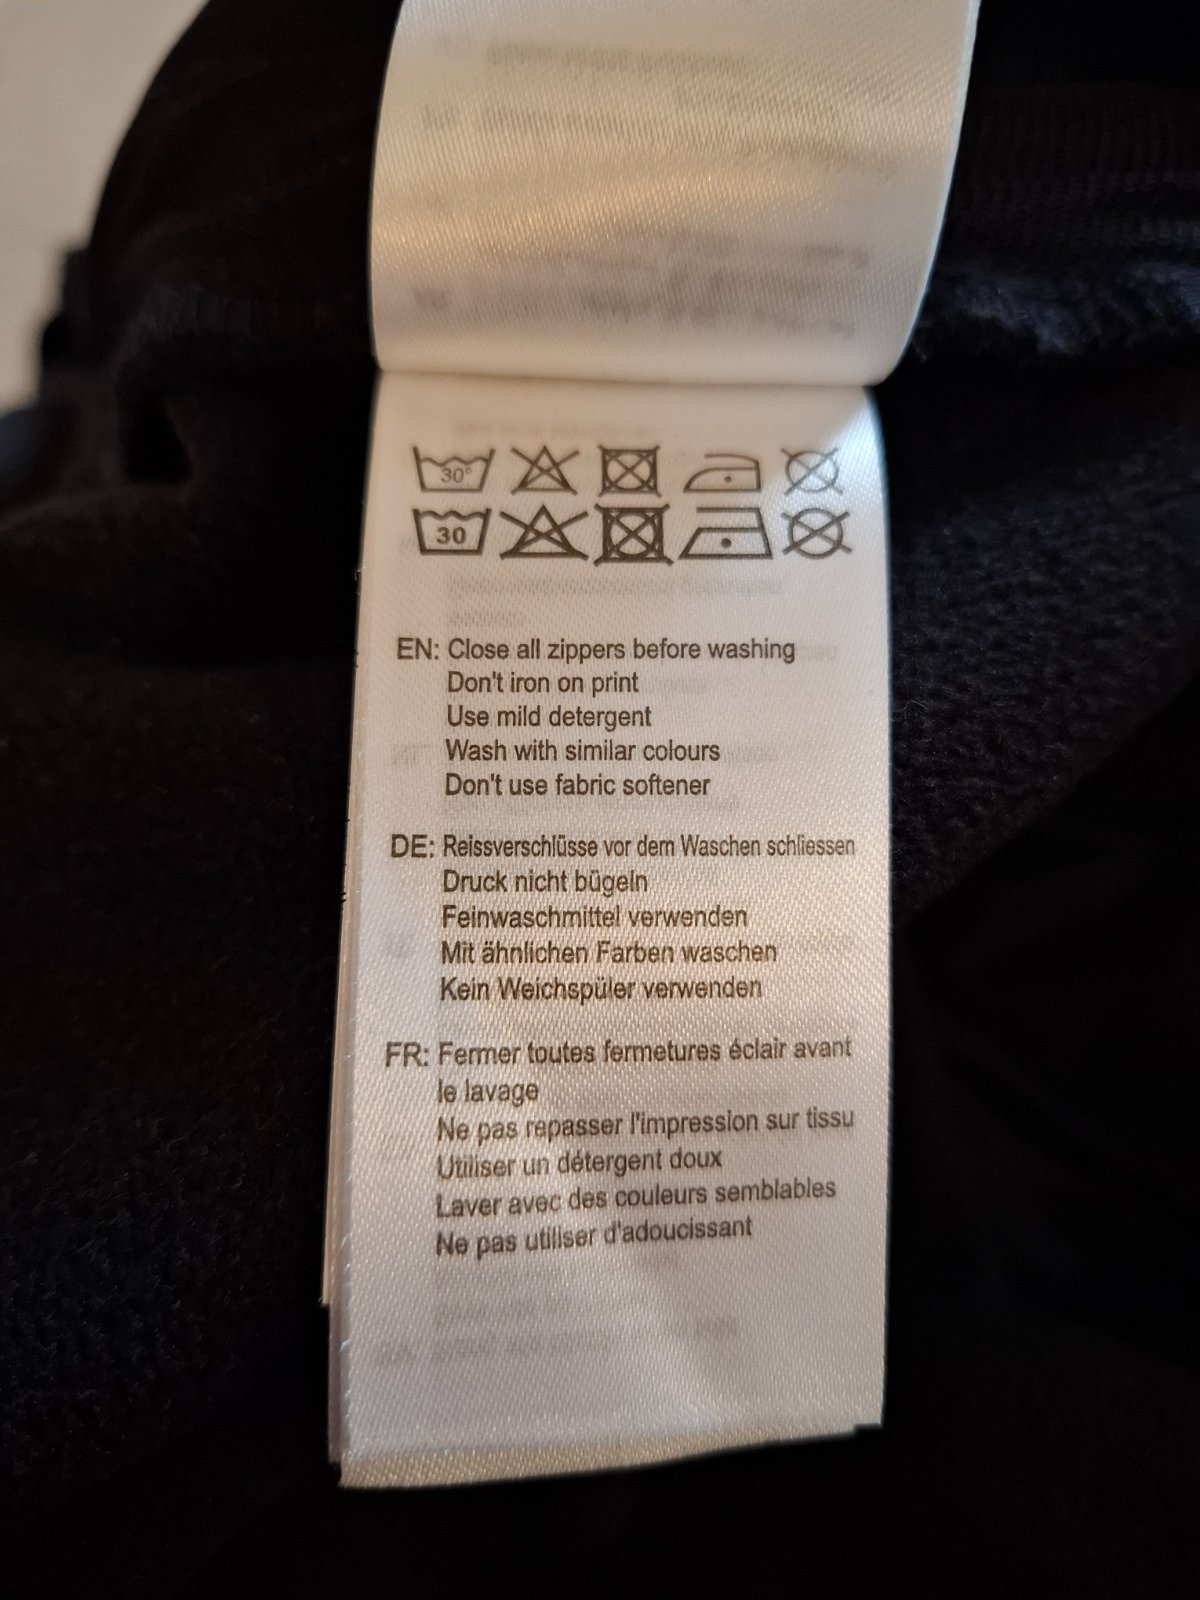 30°
30
EN: Close all zippers before washing
Don't iron on print
Use mild detergent
Wash with similar colours
Don't use fabric softener
DE: Reissverschlüsse vor dem Waschen schliessen
Druck nicht bügeln
Feinwaschmittel verwenden
Mit ähnlichen Farben waschen
Kein Weichspüler verwenden
FR: Fermer toutes fermetures éclair avant
le lavage
Ne pas repasser l'impression sur tissu
Utiliser un détergent doux
Laver avec des couleurs semblables
Ne pas utiliser d'adoucissant